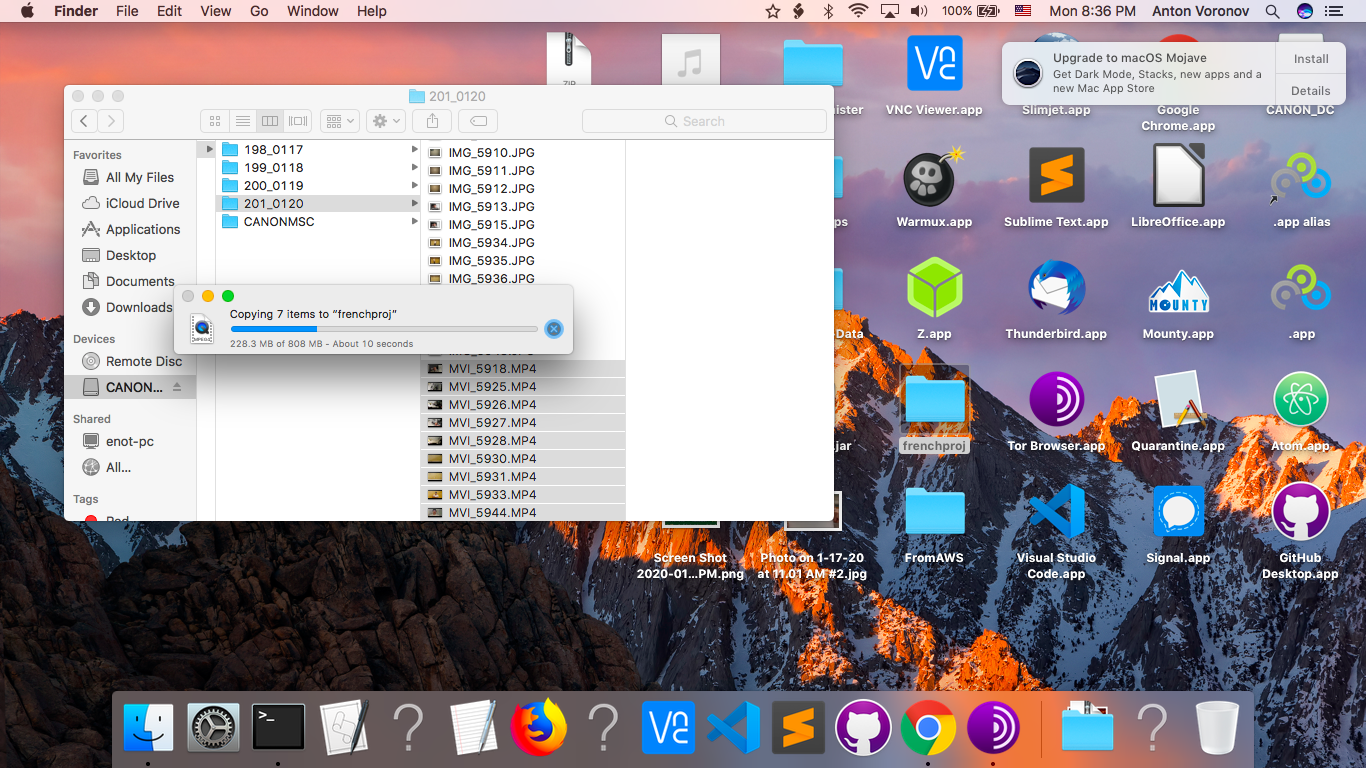 Finder File Edit View Go Window Help
100% Mon 8:36 PM Anton Voronov
ZIP
VNC Viewer.app
Slimjet.app
Google
Chrome.app
CANON_DC
Upgrade to macOS Mojave
Get Dark Mode, Stacks, new apps and a
new Mac App Store
Install
Details
201_0120
Search
Favorites
All My Files
iCloud Drive
Applications
Desktop
Documents
Downloads
Devices
Remote Disc
CANON...
Shared
enot-pc
All...
Tags
Red
198_0117
199_0118
200_0119
201_0120
CANONMSC
IMG_5910.JPG
IMG_5911.JPG
IMG_5912.JPG
IMG_5913.JPG
IMG_5915.JPG
IMG_5934.JPG
IMG_5935.JPG
IMG_5936.JPG
MVI_5918.MP4
MVI_5925.MP4
MVI_5926.MP4
MVI_5927.MP4
MVI_5928.MP4
MVI_5930.MP4
MVI_5931.MP4
MVI_5933.MP4
MVI_5944.MP4
Copying 7 items to “frenchproj”
228.3 MB of 808 MB - About 10 seconds
MPEG4
Warmux.app
Sublime Text.app
LibreOffice.app
.app alias
Data
Z.app
Thunderbird.app
MOUNTY
Mounty.app
.app
.jar
frenchproj
Tor Browser.app
Quarantine.app
Atom.app
Screen Shot
2020-01...PM.png
Photo on 1-17-20
at 11.01 AM #2.jpg
FromAWS
Visual Studio
Code.app
Signal.app
GitHub
Desktop.app